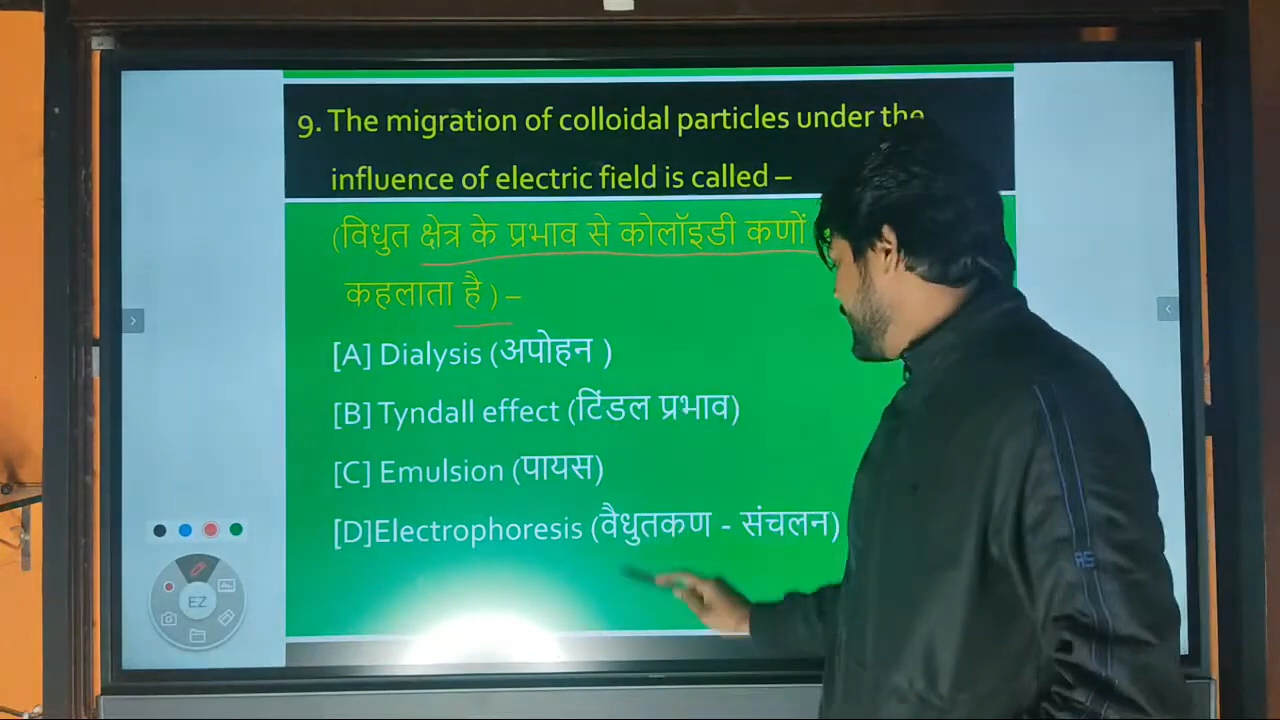 9. The migration of colloidal particles under the
influence of electric field is called –
(विधुत क्षेत्र के प्रभाव से कोलॉइडी कणों
कहलाता है ) –
[A] Dialysis (अपोहन )
[B] Tyndall effect (टिंडल प्रभाव)
[C] Emulsion (पायस)
[D]Electrophoresis (वैधुतकण - संचलन)
EZ